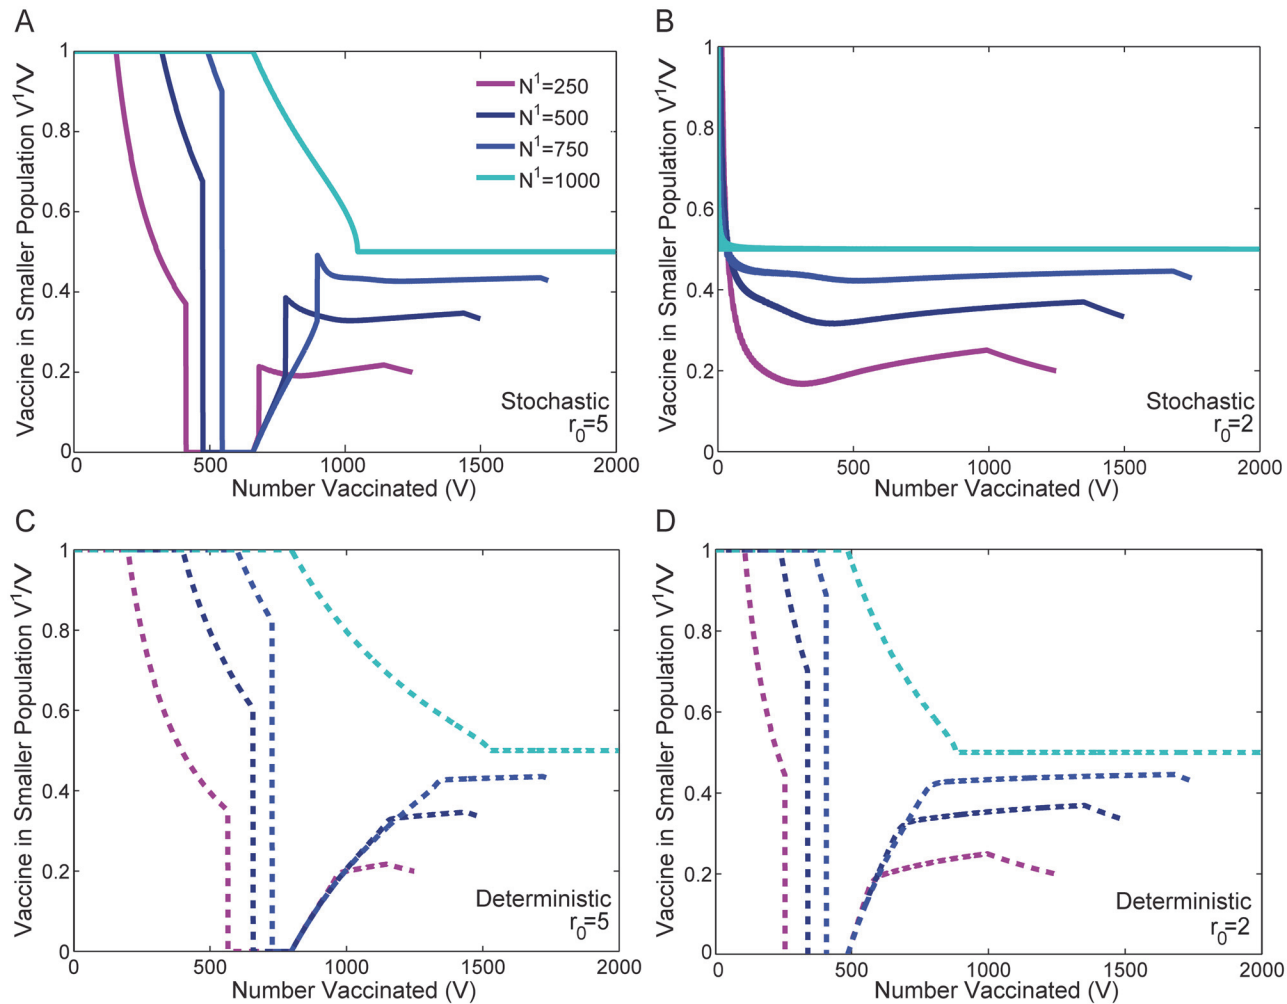 A
Vaccine in Smaller Population V¹/V
1
0.8
0.6
0.4
0.2
0
0
500
1000
1500
2000
Number Vaccinated (V)
N¹=250
N¹=500
N¹=750
N¹=1000
Stochastic
r₀=5
B
Vaccine in Smaller Population V¹/V
1
0.8
0.6
0.4
0.2
0
0
500
1000
1500
2000
Number Vaccinated (V)
Stochastic
r₀=2
C
Vaccine in Smaller Population V¹/V
1
0.8
0.6
0.4
0.2
0
0
500
1000
1500
2000
Number Vaccinated (V)
Deterministic
r₀=5
D
Vaccine in Smaller Population V¹/V
1
0.8
0.6
0.4
0.2
0
0
500
1000
1500
2000
Number Vaccinated (V)
Deterministic
r₀=2